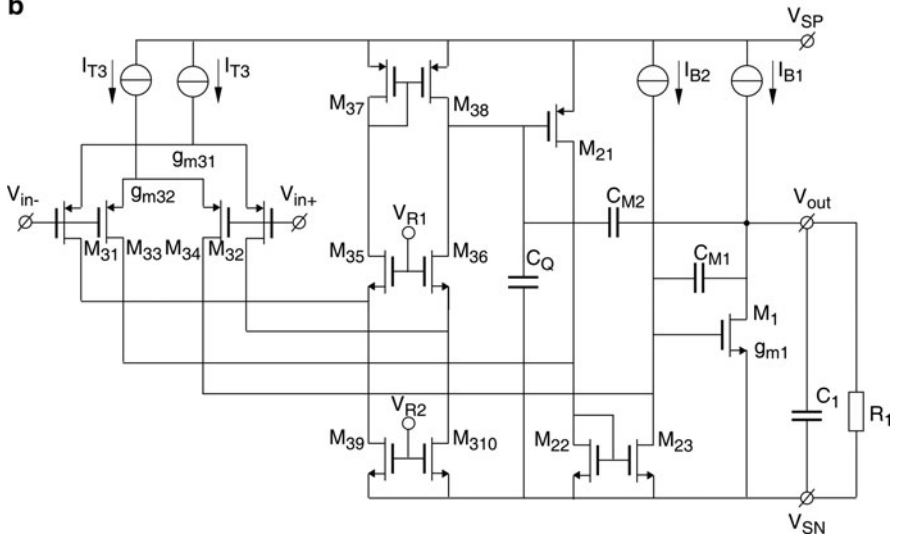 b
V_SP
I_T3
I_T3
I_B2
I_B1
M_37
M_38
M_21
g_m31
g_m32
V_in-
V_in+
V_R1
C_M2
V_out
M_31
M_33
M_34
M_32
M_35
M_36
C_Q
C_M1
M_1
g_m1
V_R2
C_1
R_1
M_39
M_310
M_22
M_23
V_SN